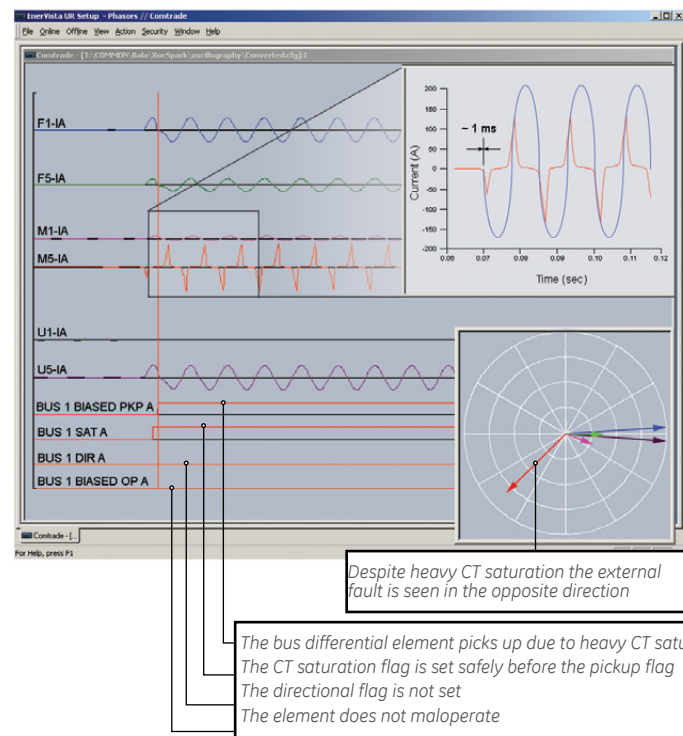 EnerVista UR Setup - Phasors // Comtrade
File Online Offline View Action Security Window Help
Comtrade - [T:\COMMON\Bala\XueSpark\oscillography\Converted.cfg]:1
F1-IA
F5-IA
M1-IA
M5-IA
U1-IA
U5-IA
BUS 1 BIASED PKP A
BUS 1 SAT A
BUS 1 DIR A
BUS 1 BIASED OP A
200
150
100
50
0
-50
-100
-150
-200
Current (A)
~ 1 ms
0.06 0.07 0.08 0.09 0.10 0.11 0.12
Time (sec)
Comtrade - [...
For Help, press F1
Despite heavy CT saturation the external
fault is seen in the opposite direction
The bus differential element picks up due to heavy CT satu
The CT saturation flag is set safely before the pickup flag
The directional flag is not set
The element does not maloperate